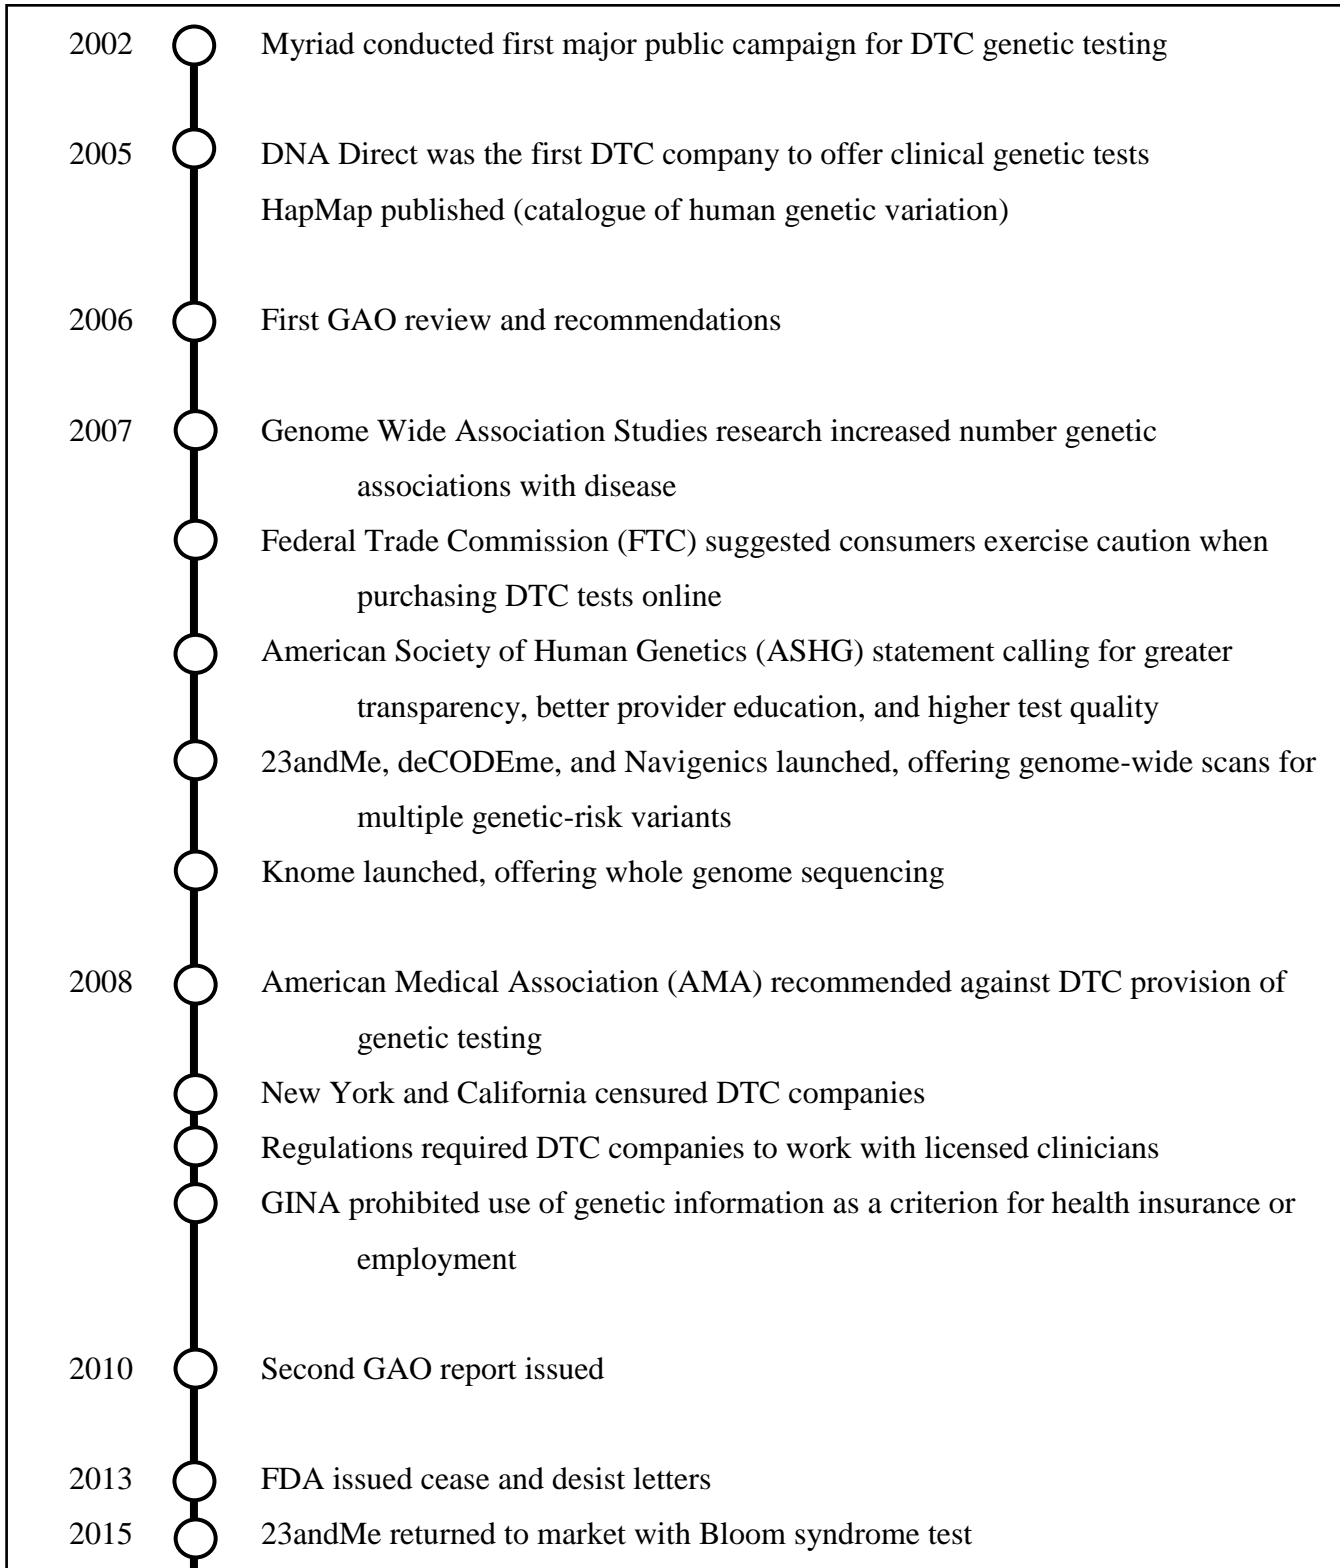 2002 Myriad conducted first major public campaign for DTC genetic testing
2005 DNA Direct was the first DTC company to offer clinical genetic tests
HapMap published (catalogue of human genetic variation)
2006 First GAO review and recommendations
2007 Genome Wide Association Studies research increased number genetic
associations with disease
Federal Trade Commission (FTC) suggested consumers exercise caution when
purchasing DTC tests online
American Society of Human Genetics (ASHG) statement calling for greater
transparency, better provider education, and higher test quality
23andMe, deCODEme, and Navigenics launched, offering genome-wide scans for
multiple genetic-risk variants
Knome launched, offering whole genome sequencing
2008 American Medical Association (AMA) recommended against DTC provision of
genetic testing
New York and California censured DTC companies
Regulations required DTC companies to work with licensed clinicians
GINA prohibited use of genetic information as a criterion for health insurance or
employment
2010 Second GAO report issued
2013 FDA issued cease and desist letters
2015 23andMe returned to market with Bloom syndrome test